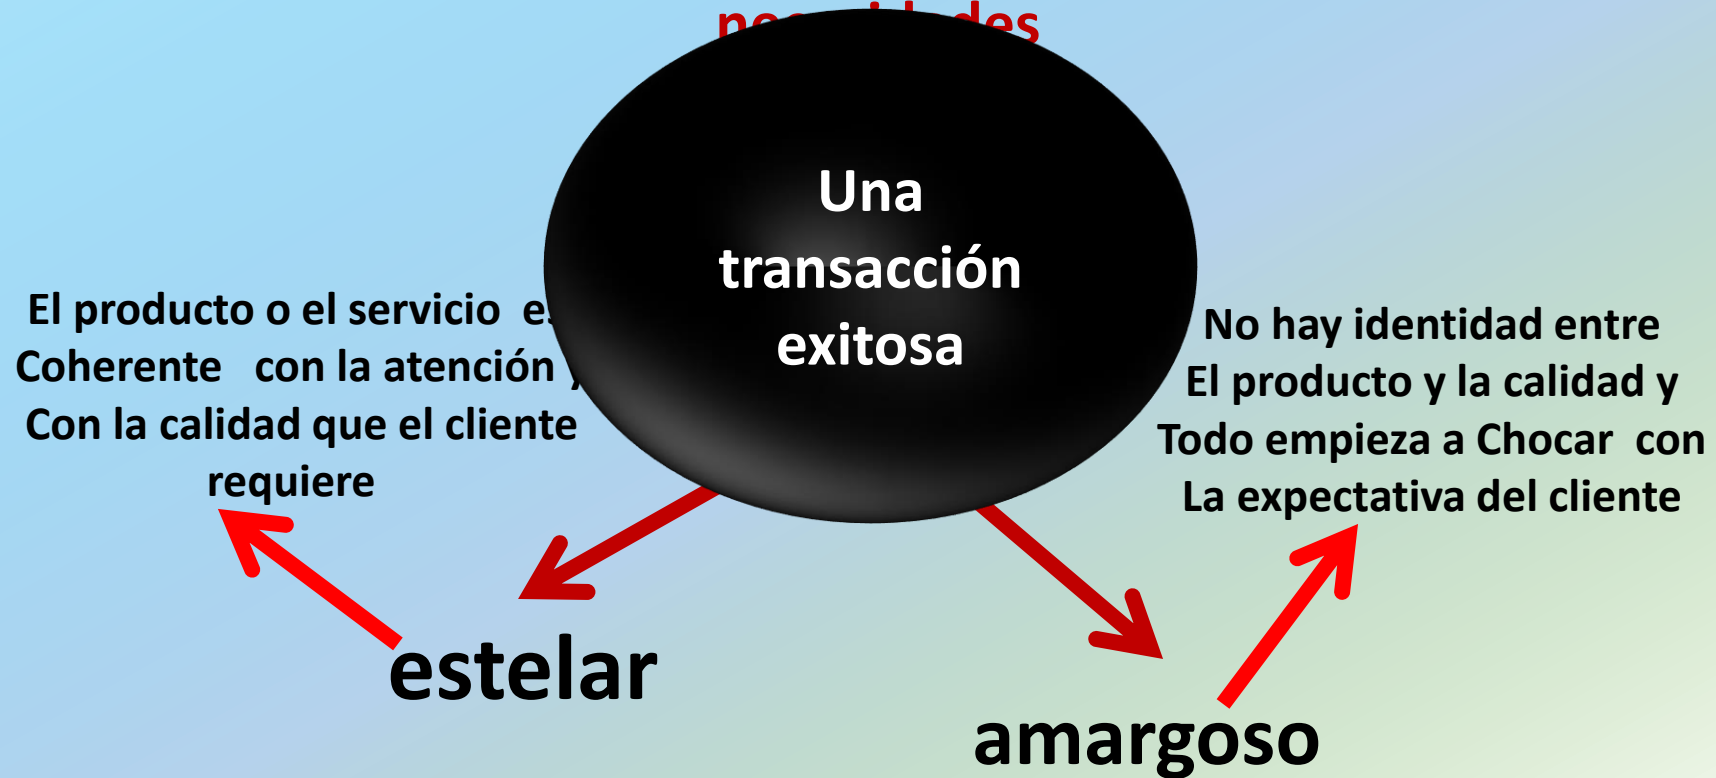 Una
transacción
exitosa
El producto o el servicio
Coherente con la atención
Con la calidad que el cliente
requiere
No hay identidad entre
El producto y la calidad y
Todo empieza a Chocar con
La expectativa del cliente
estelar
amargoso